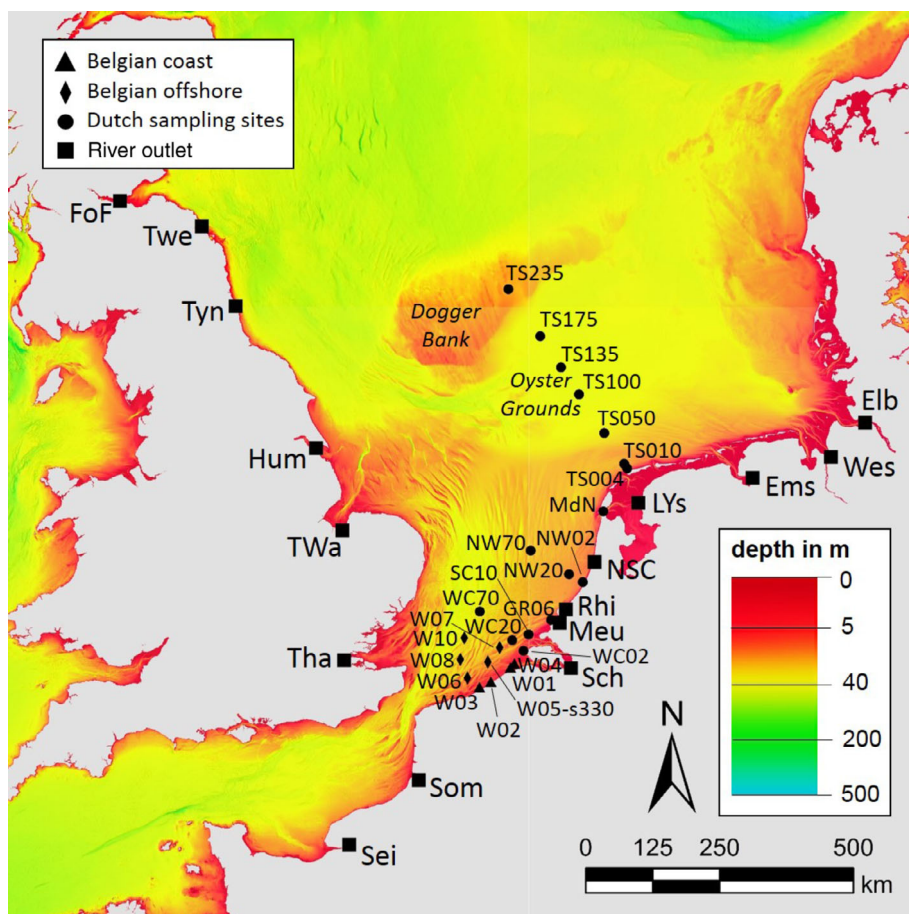 Belgian coast
Belgian offshore
Dutch sampling sites
River outlet
FoF
Twe
Tyn
TS235
Dogger
Bank
TS175
TS135
Oyster
Grounds
TS100
TS050
Elb
Hum
TS010
Wes
TS004
Ems
LYs
MdN
TWa
NW70
NW02
NSC
NW20
SC10
WC70
GR06
Rhi
W07
WC20
Meu
W10
Tha
W08
W04
WC02
Sch
W06
W01
W03
W05-s330
W02
Som
Sei
depth in m
0
5
40
200
500
N
0 125 250 500
km